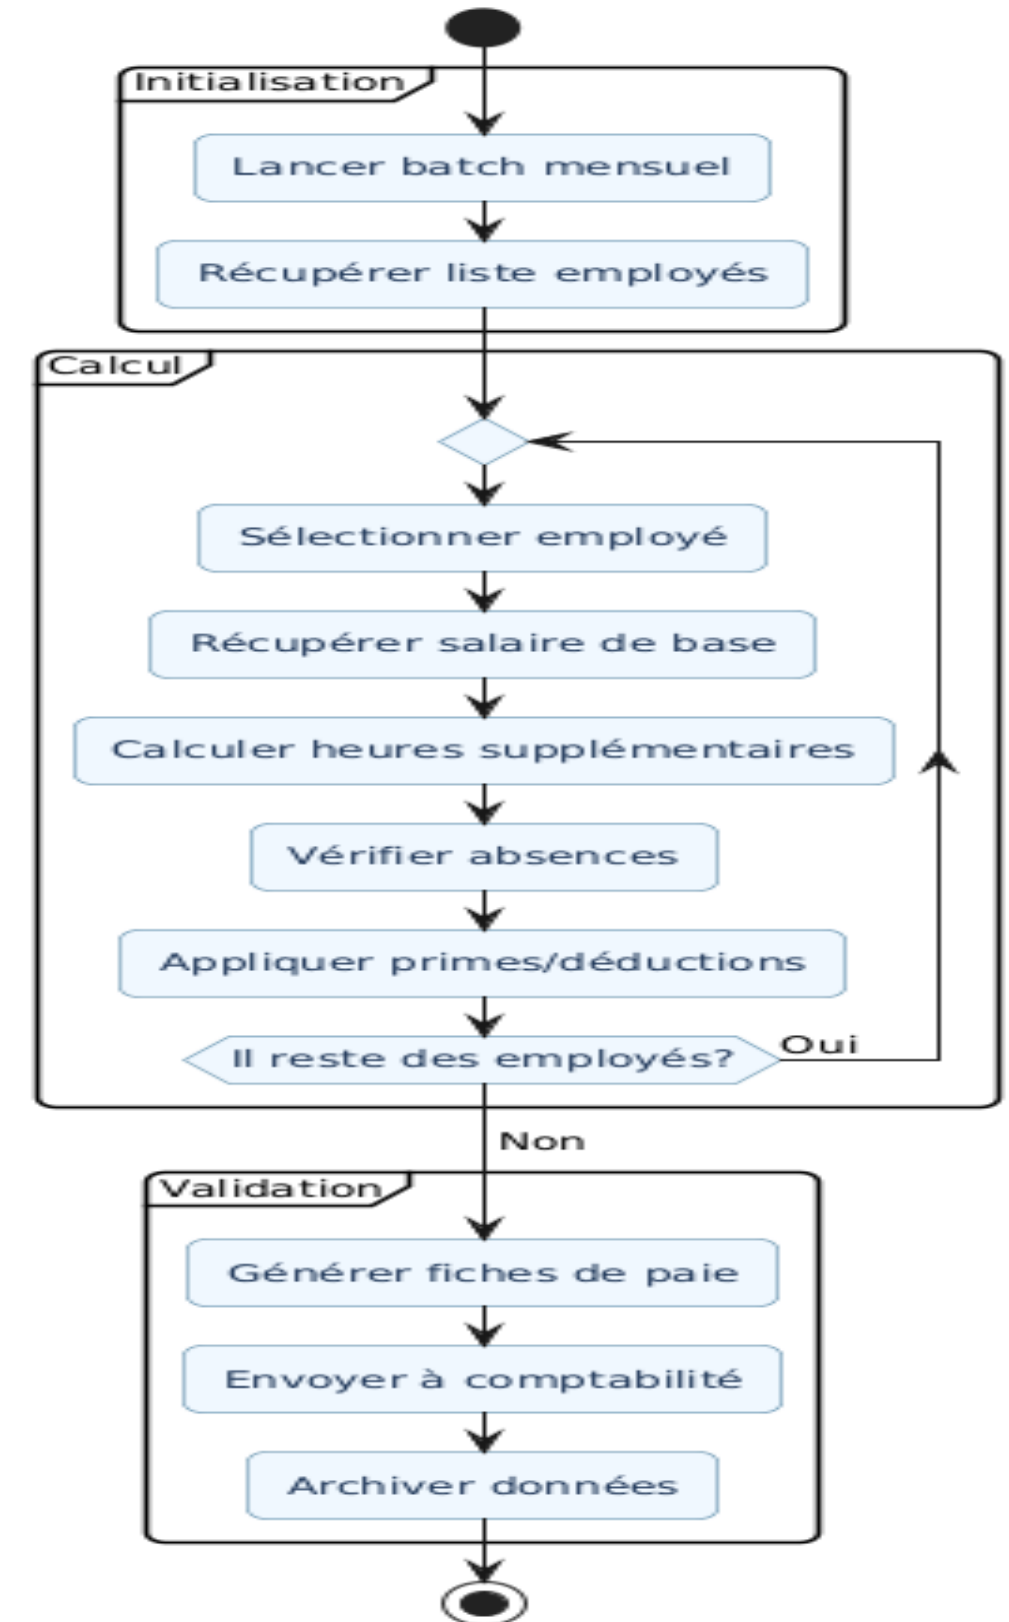 Initialisation
Lancer batch mensuel
Récupérer liste employés
Calcul
Sélectionner employé
Récupérer salaire de base
Calculer heures supplémentaires
Vérifier absences
Appliquer primes/déductions
Il reste des employés?
Oui
Non
Validation
Générer fiches de paie
Envoyer à comptabilité
Archiver données